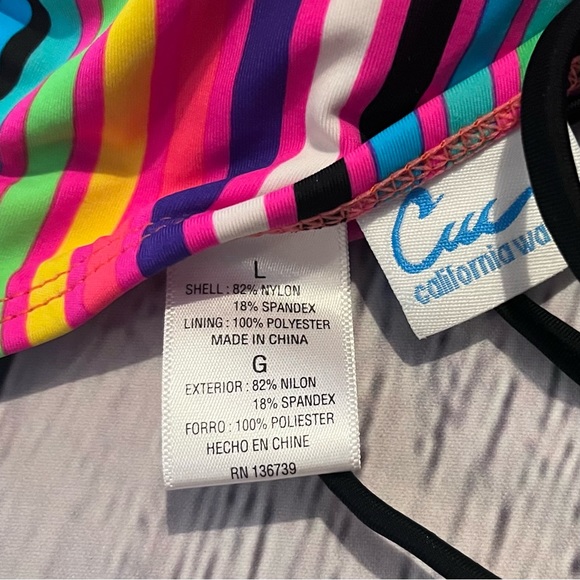 L
SHELL : 82% NYLON
18% SPANDEX
LINING : 100% POLYESTER
MADE IN CHINA
G
EXTERIOR : 82% NILON
18% SPANDEX
FORRO : 100% POLIESTER
HECHO EN CHINE
RN 136739
california wa